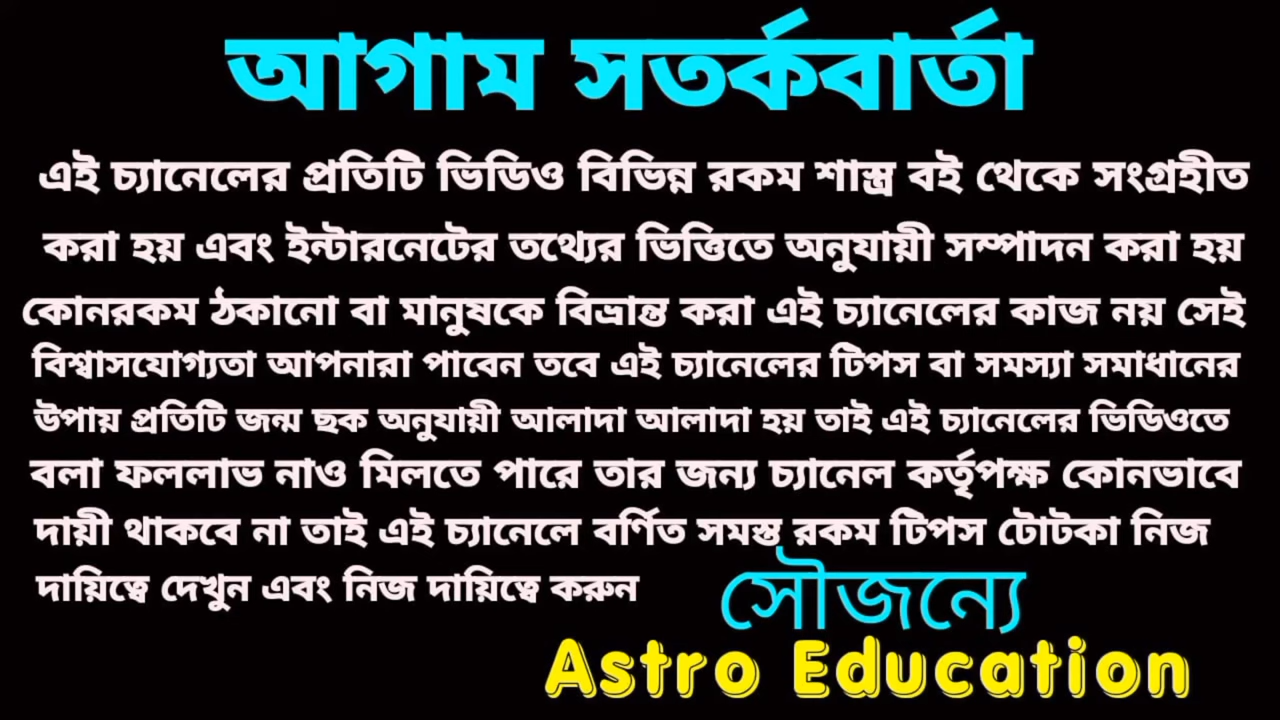 আগাম সতর্কবার্তা
এই চ্যানেলের প্রতিটি ভিডিও বিভিন্ন রকম শাস্ত্র বই থেকে সংগ্রহীত
করা হয় এবং ইন্টারনেটের তথ্যের ভিত্তিতে অনুযায়ী সম্পাদন করা হয়
কোনরকম ঠকানো বা মানুষকে বিভ্রান্ত করা এই চ্যানেলের কাজ নয় সেই
বিশ্বাসযোগ্যতা আপনারা পাবেন তবে এই চ্যানেলের টিপস বা সমস্যা সমাধানের
উপায় প্রতিটি জন্ম ছক অনুযায়ী আলাদা আলাদা হয় তাই এই চ্যানেলের ভিডিওতে
বলা ফললাভ নাও মিলতে পারে তার জন্য চ্যানেল কর্তৃপক্ষ কোনভাবে
দায়ী থাকবে না তাই এই চ্যানেলে বর্ণিত সমস্ত রকম টিপস টোটকা নিজ
দায়িত্বে দেখুন এবং নিজ দায়িত্বে করুন
সৌজন্যে
Astro Education